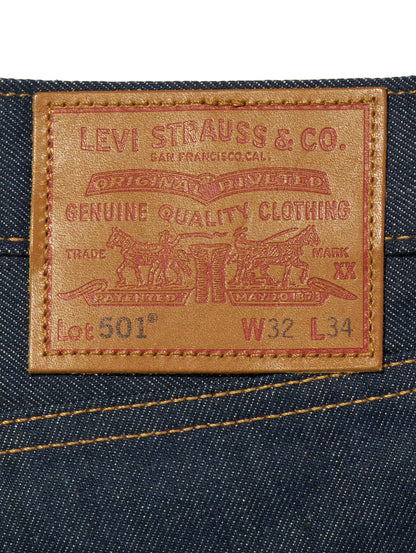 LEVI STRAUSS & CO.
SAN FRANCISCO, CAL.
ORIGINAL RIVETED
GENUINE QUALITY CLOTHING
TRADE MARK
XX
PATENTED MAY 20 1873
Lot 501® W32 L34